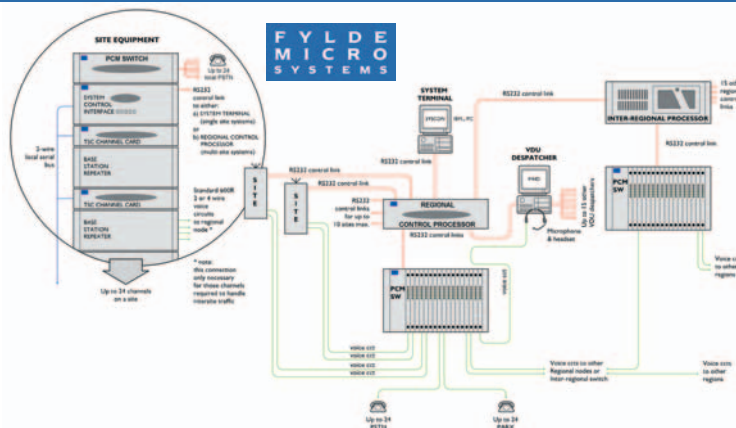 SITE EQUIPMENT
PCM SWITCH
SYSTEM
CONTROL
INTERFACE
TSC CHANNEL CARD
BASE
STATION
REPEATER
TSC CHANNEL CARD
BASE
STATION
REPEATER
Up to 24 channels
on a site
2-wire
local serial
bus
Up to 24
local PSTN
RS232
control link
to either:
a) SYSTEM TERMINAL
(single site systems)
or
b) REGIONAL CONTROL
PROCESSOR
(multi-site systems)
Standard 600R
2 or 4 wire
voice
circuits
to regional
node *
* note:
this connection
only necessary
for those channels
required to handle
intersite traffic
FYLDE
MICRO
SYSTEMS
SITE
SITE
RS232 control link
RS232 control link
RS232
control links
for up to
10 sites max.
SYSTEM
TERMINAL
SYSCON
IBM, PC
RS232 control link
REGIONAL
CONTROL PROCESSOR
RS232 control links
RS232 control link
VDU
DESPATCHER
Up to 15 other
VDU despatchers
Microphone
& headset
INTER-REGIONAL PROCESSOR
RS232 control link
PCM
SW
PCM
SW
voice cct
voice cct
voice cct
voice cct
Voice cct
Voice ccts to other
Regional nodes or
Inter-regional switch
Voice ccts
to other
regions
to other
regions
Up to 24
PSTN
Up to 24
PABX